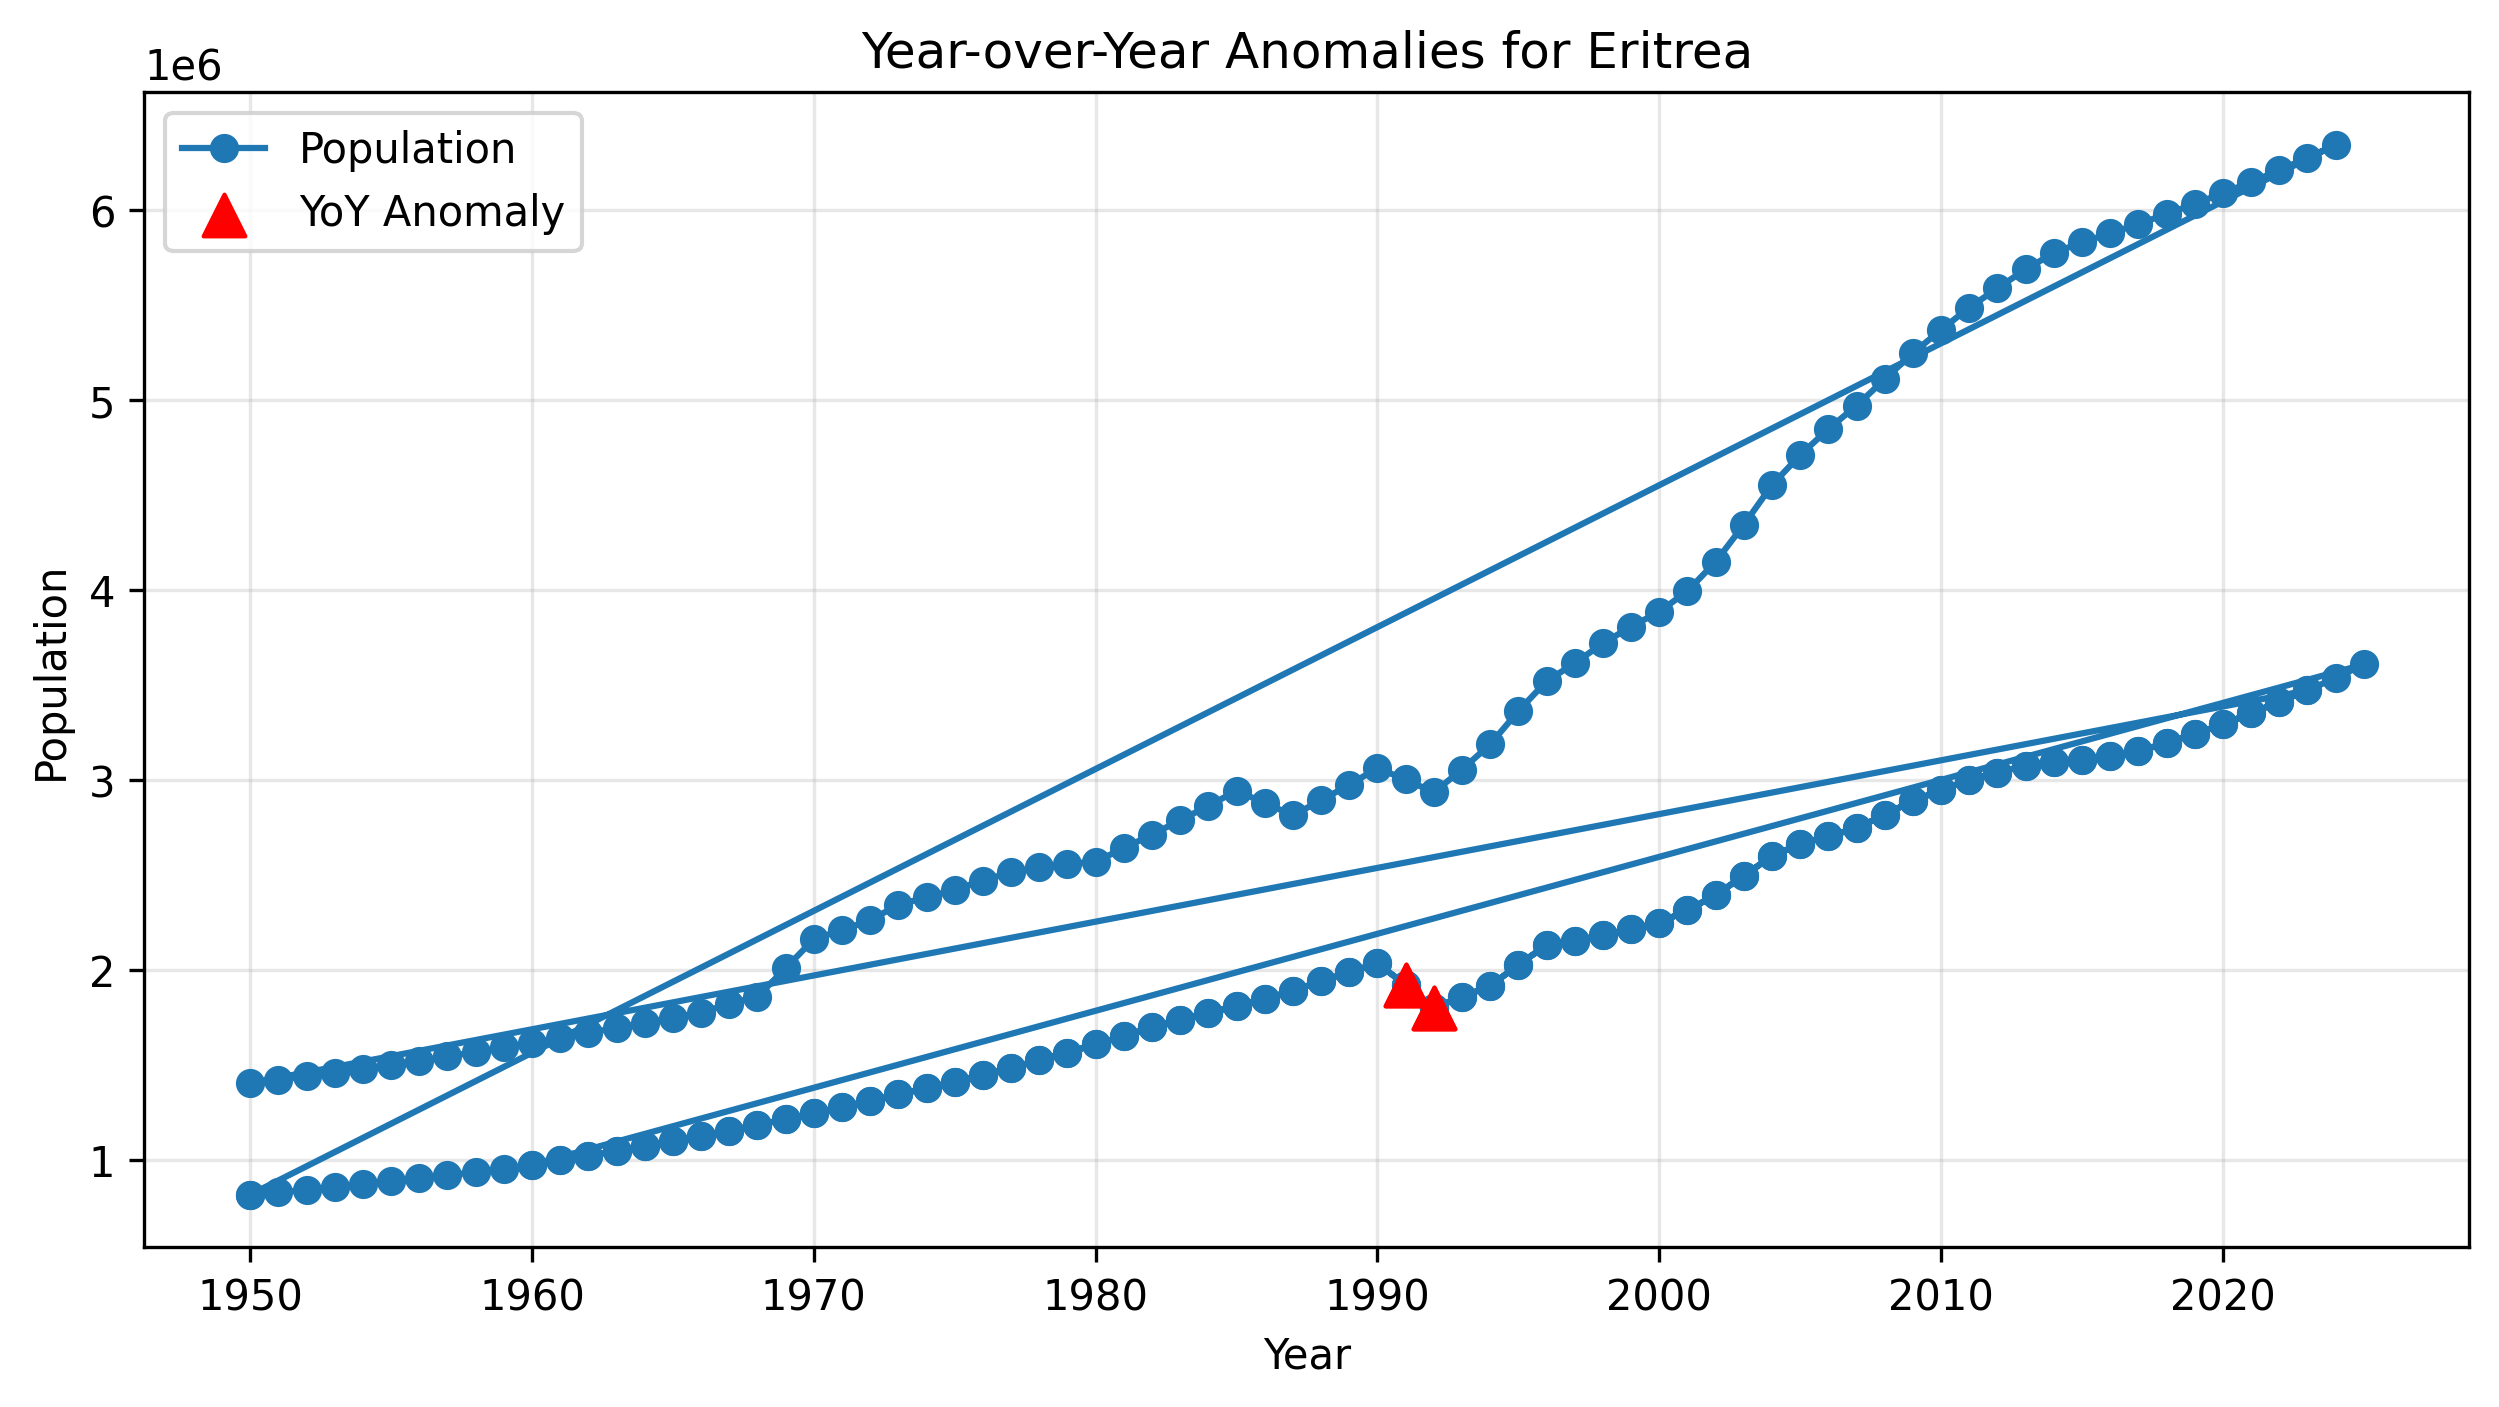 Year-over-Year Anomalies for Eritrea
1e6
Population
YoY Anomaly
6
5
4
3
2
1
Population
1950 1960 1970 1980 1990 2000 2010 2020
Year